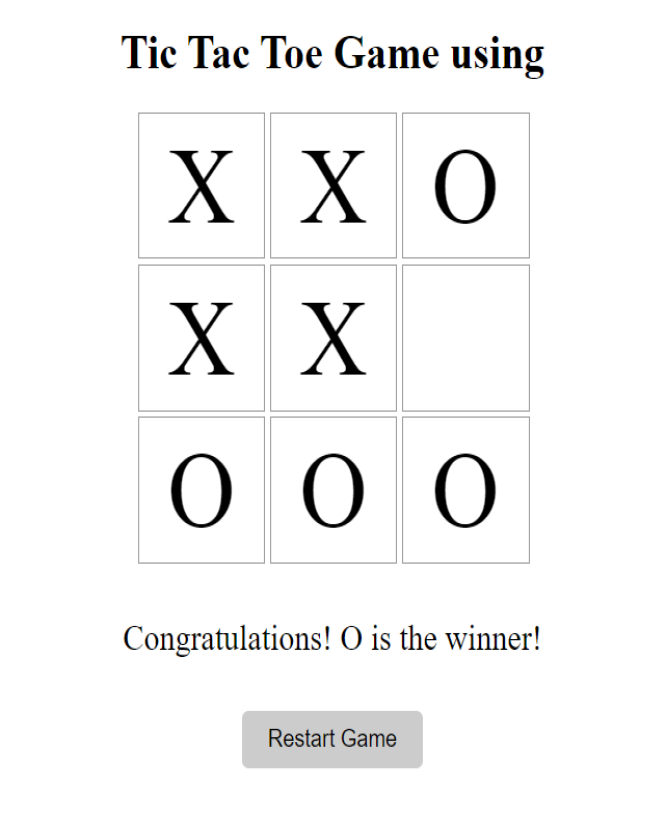 Tic Tac Toe Game using
X X O
X X
O O O
Congratulations! O is the winner!
Restart Game